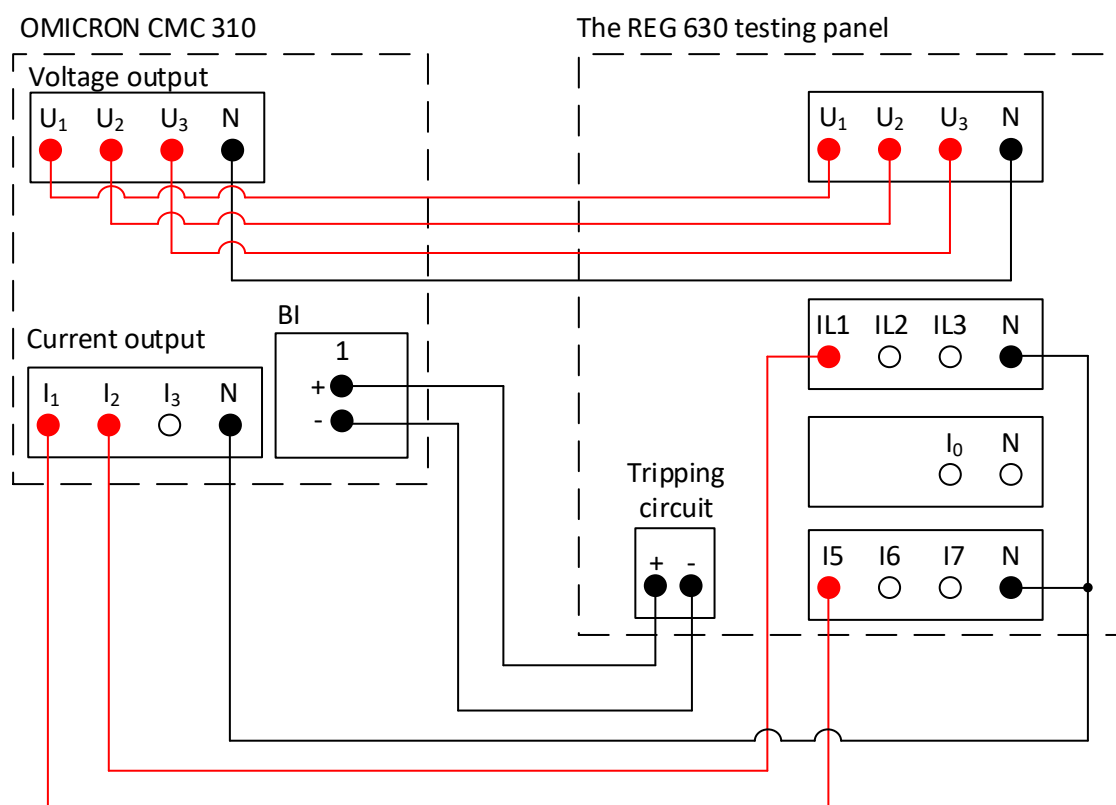 OMICRON CMC 310
The REG 630 testing panel
Voltage output
U₁ U₂ U₃ N
U₁ U₂ U₃ N
BI
1
+
-
Current output
I₁ I₂ I₃ N
IL1 IL2 IL3 N
I₀ N
Tripping
circuit
+ -
I5 I6 I7 N